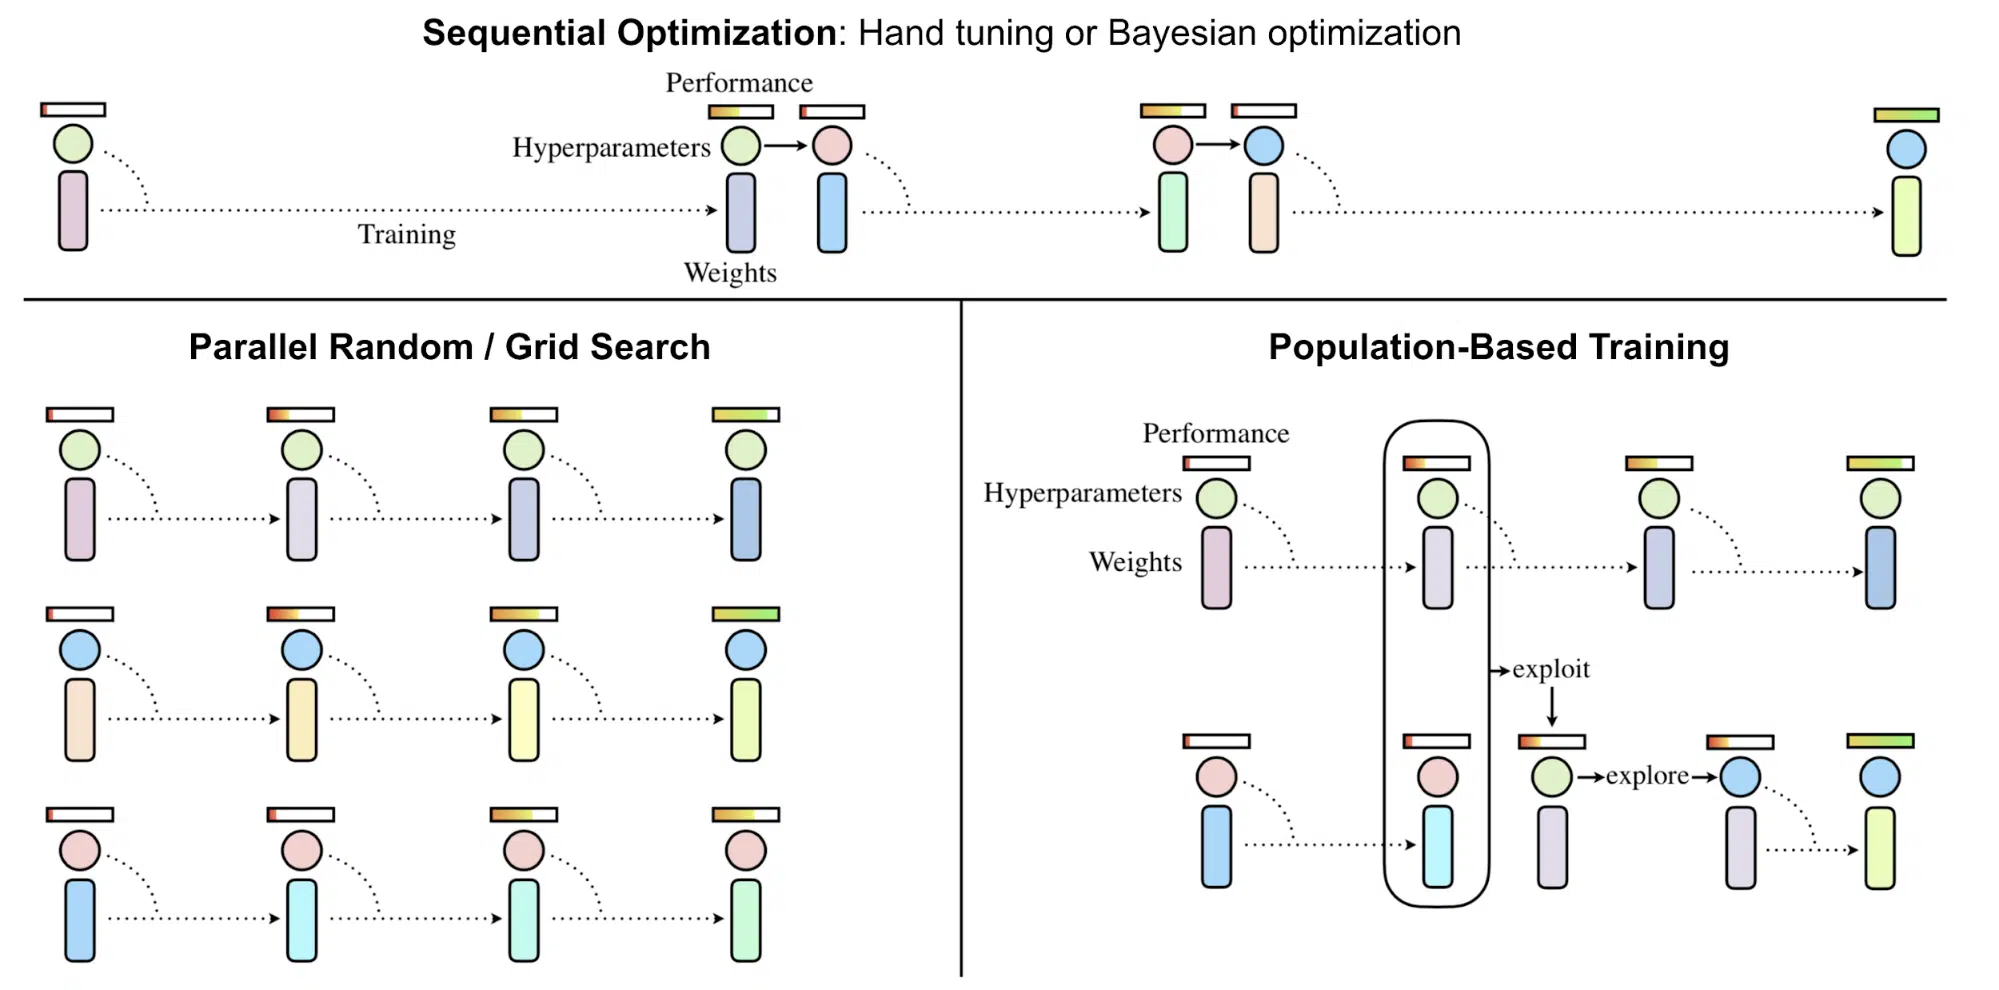 Sequential Optimization: Hand tuning or Bayesian optimization
Performance
Hyperparameters
Training
Weights
Parallel Random / Grid Search
Population-Based Training
Performance
Hyperparameters
Weights
exploit
explore